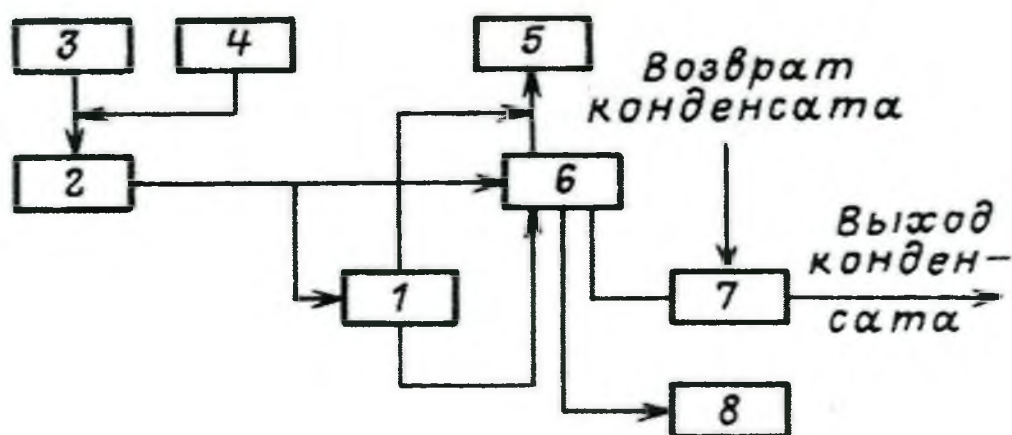 3 4 5
Возврат
конденсата
2 6
Выход
конден-
1 7
сата
8